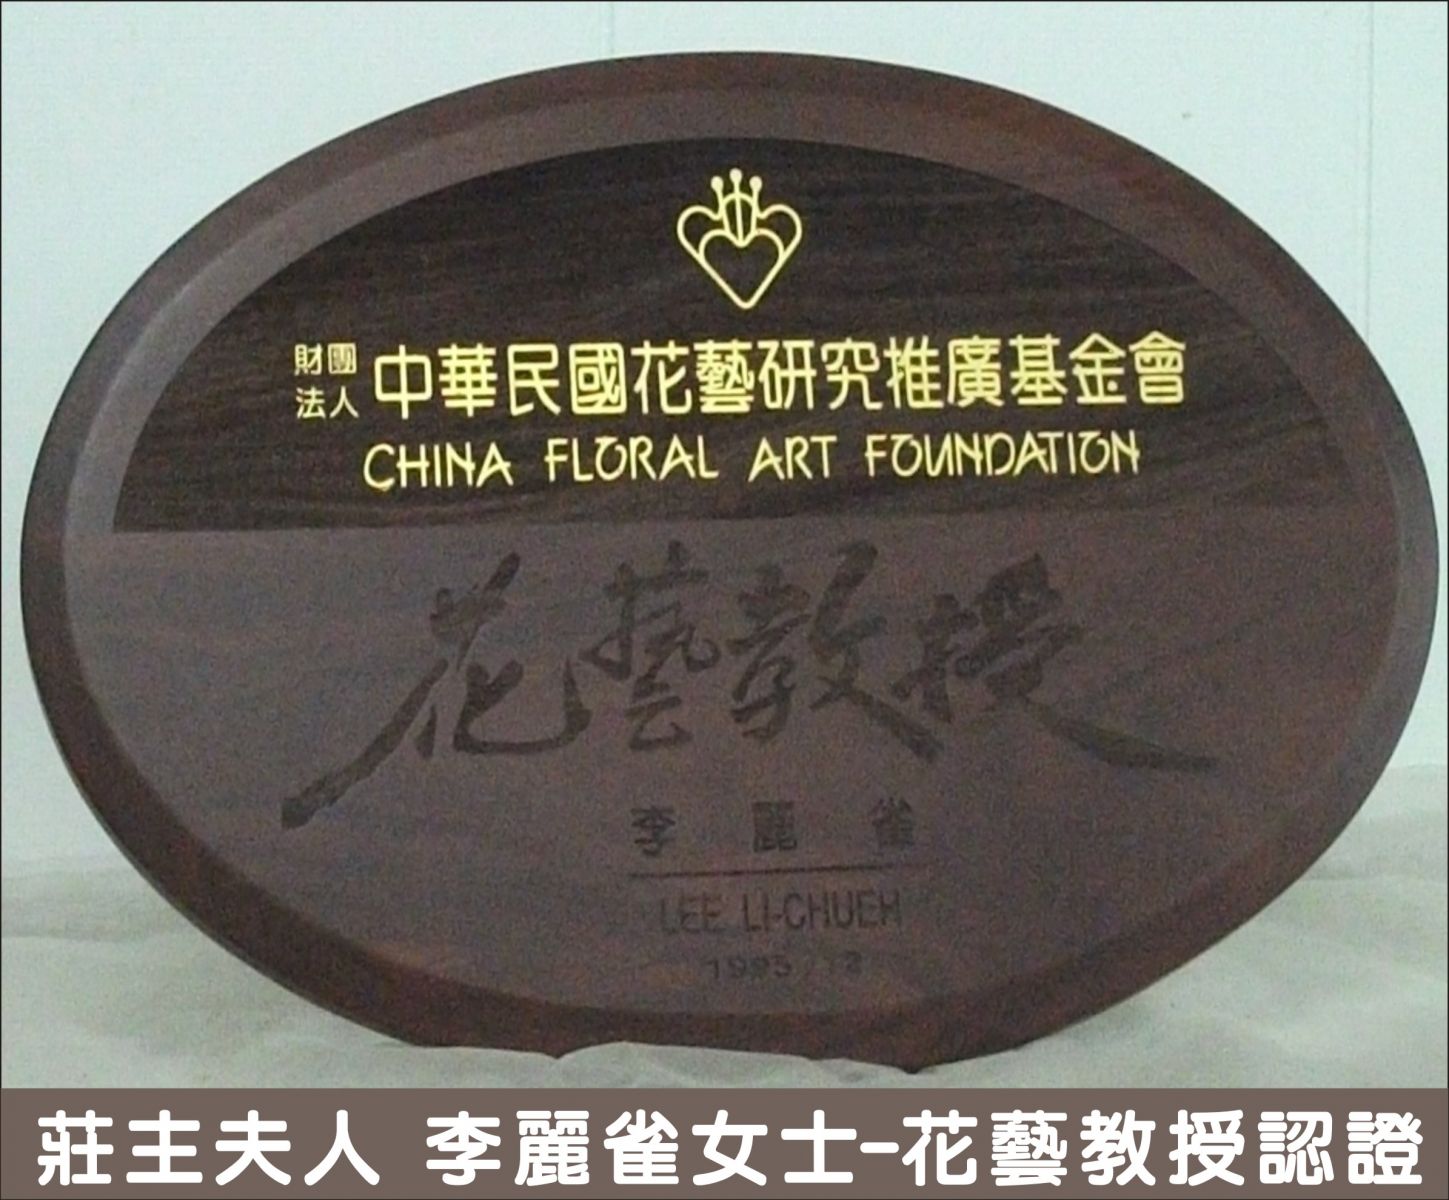 財團
法人
中華民國花藝研究推廣基金會
CHINA FLORAL ART FOUNDATION
花藝教授
李麗雀
LEE LI-CHUEH
莊主夫人 李麗雀女士-花藝教授認證